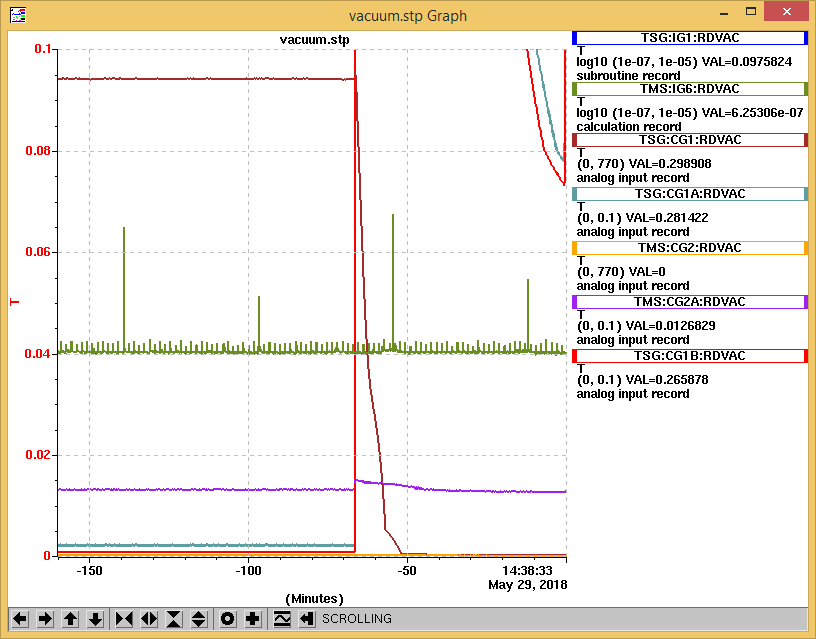 vacuum.stp Graph
vacuum.stp
0.1
0.08
0.06
T
0.04
0.02
0
-150
-100
-50
14:38:33
May 29, 2018
(Minutes)
TSG:IG1:RDVAC
T
log10 (1e-07, 1e-05) VAL=0.0975824
subroutine record
TMS:IG6:RDVAC
T
log10 (1e-07, 1e-05) VAL=6.25306e-07
calculation record
TSG:CG1:RDVAC
T
(0, 770) VAL=0.298908
analog input record
TSG:CG1A:RDVAC
T
(0, 0.1) VAL=0.281422
analog input record
TMS:CG2:RDVAC
T
(0, 770) VAL=0
analog input record
TMS:CG2A:RDVAC
T
(0, 0.1) VAL=0.0126829
analog input record
TSG:CG1B:RDVAC
T
(0, 0.1) VAL=0.265878
analog input record
SCROLLING